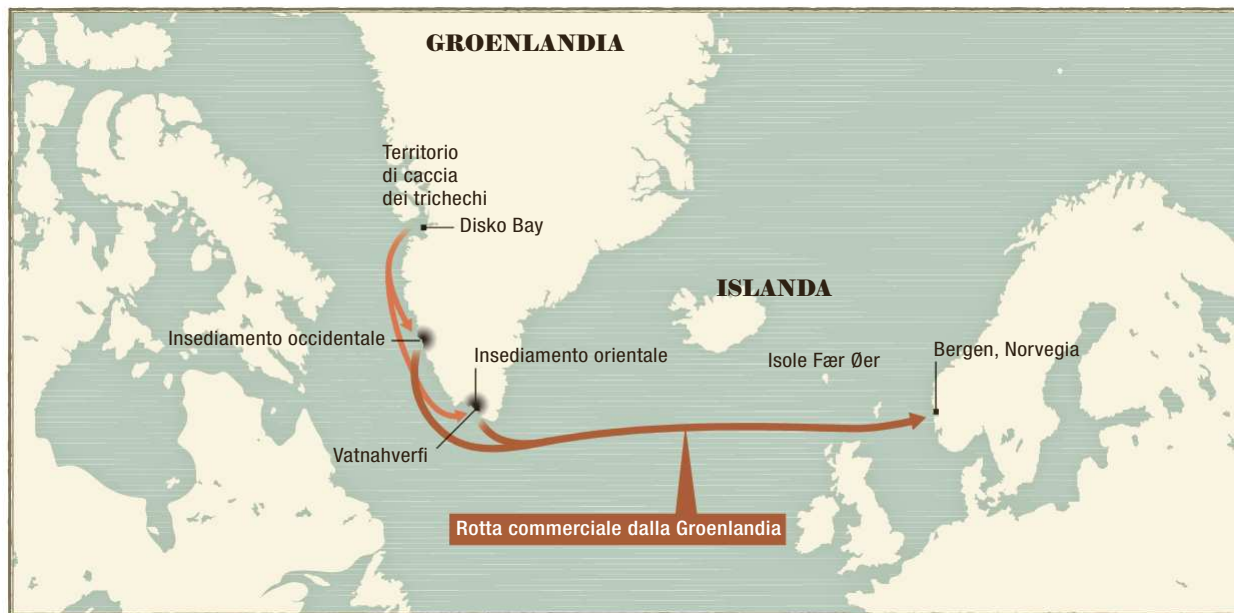 GROENLANDIA
Territorio
di caccia
dei trichechi
Disko Bay
ISLANDA
Insediamento occidentale
Insediamento orientale
Isole Fær Øer
Bergen, Norvegia
Vatnahverfi
Rotta commerciale dalla Groenlandia